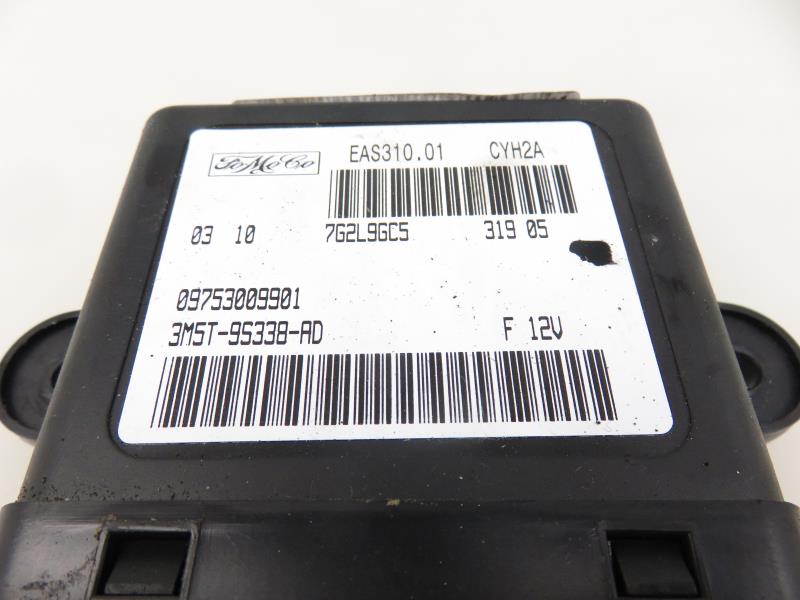 FoMoCo EAS310.01 CYH2A
03 10 7G2L9GC5 319 05
09753009901
3M5T-9S338-AD F 12V